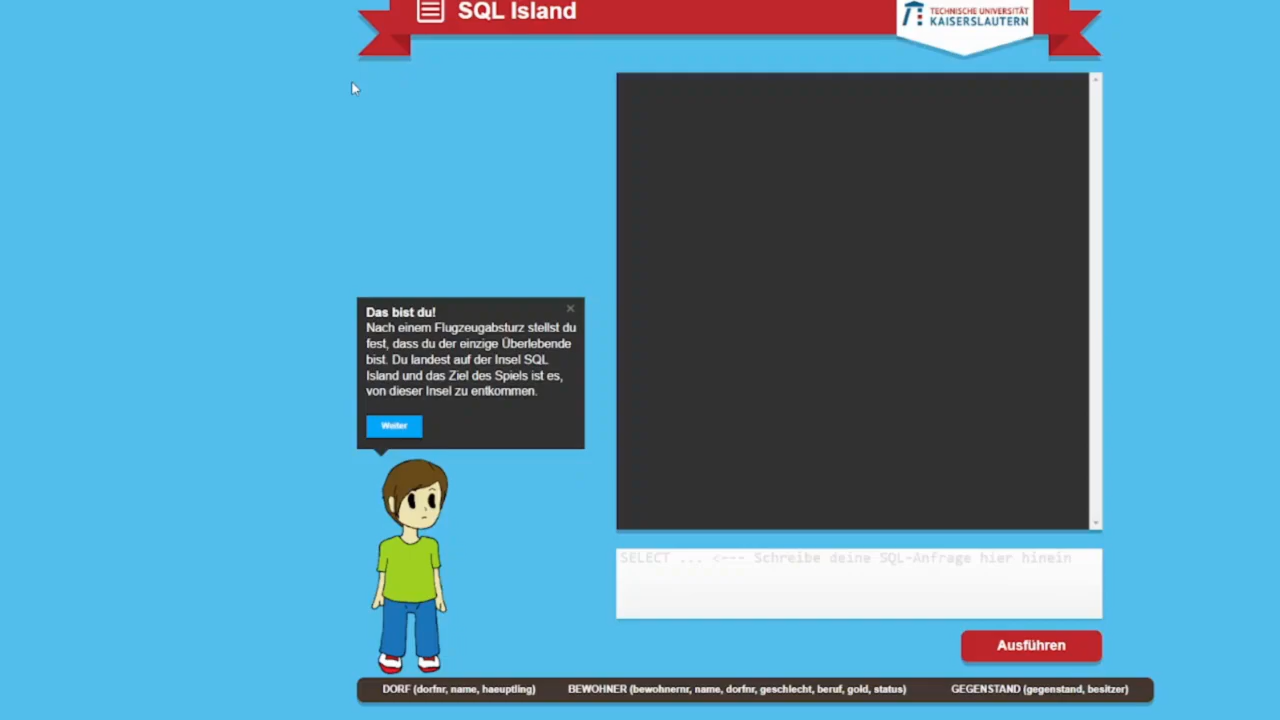 SQL Island
TECHNISCHE UNIVERSITÄT
KAISERSLAUTERN
Das bist du!
Nach einem Flugzeugabsturz stellst du
fest, dass du der einzige Überlebende
bist. Du landest auf der Insel SQL
Island und das Ziel des Spiels ist es,
von dieser Insel zu entkommen.
Weiter
SELECT ... <--- Schreibe deine SQL-Anfrage hier hinein
Ausführen
DORF (dorfnr, name, haeuptling)
BEWOHNER (bewohnernr, name, dorfnr, geschlecht, beruf, gold, status)
GEGENSTAND (gegenstand, besitzer)